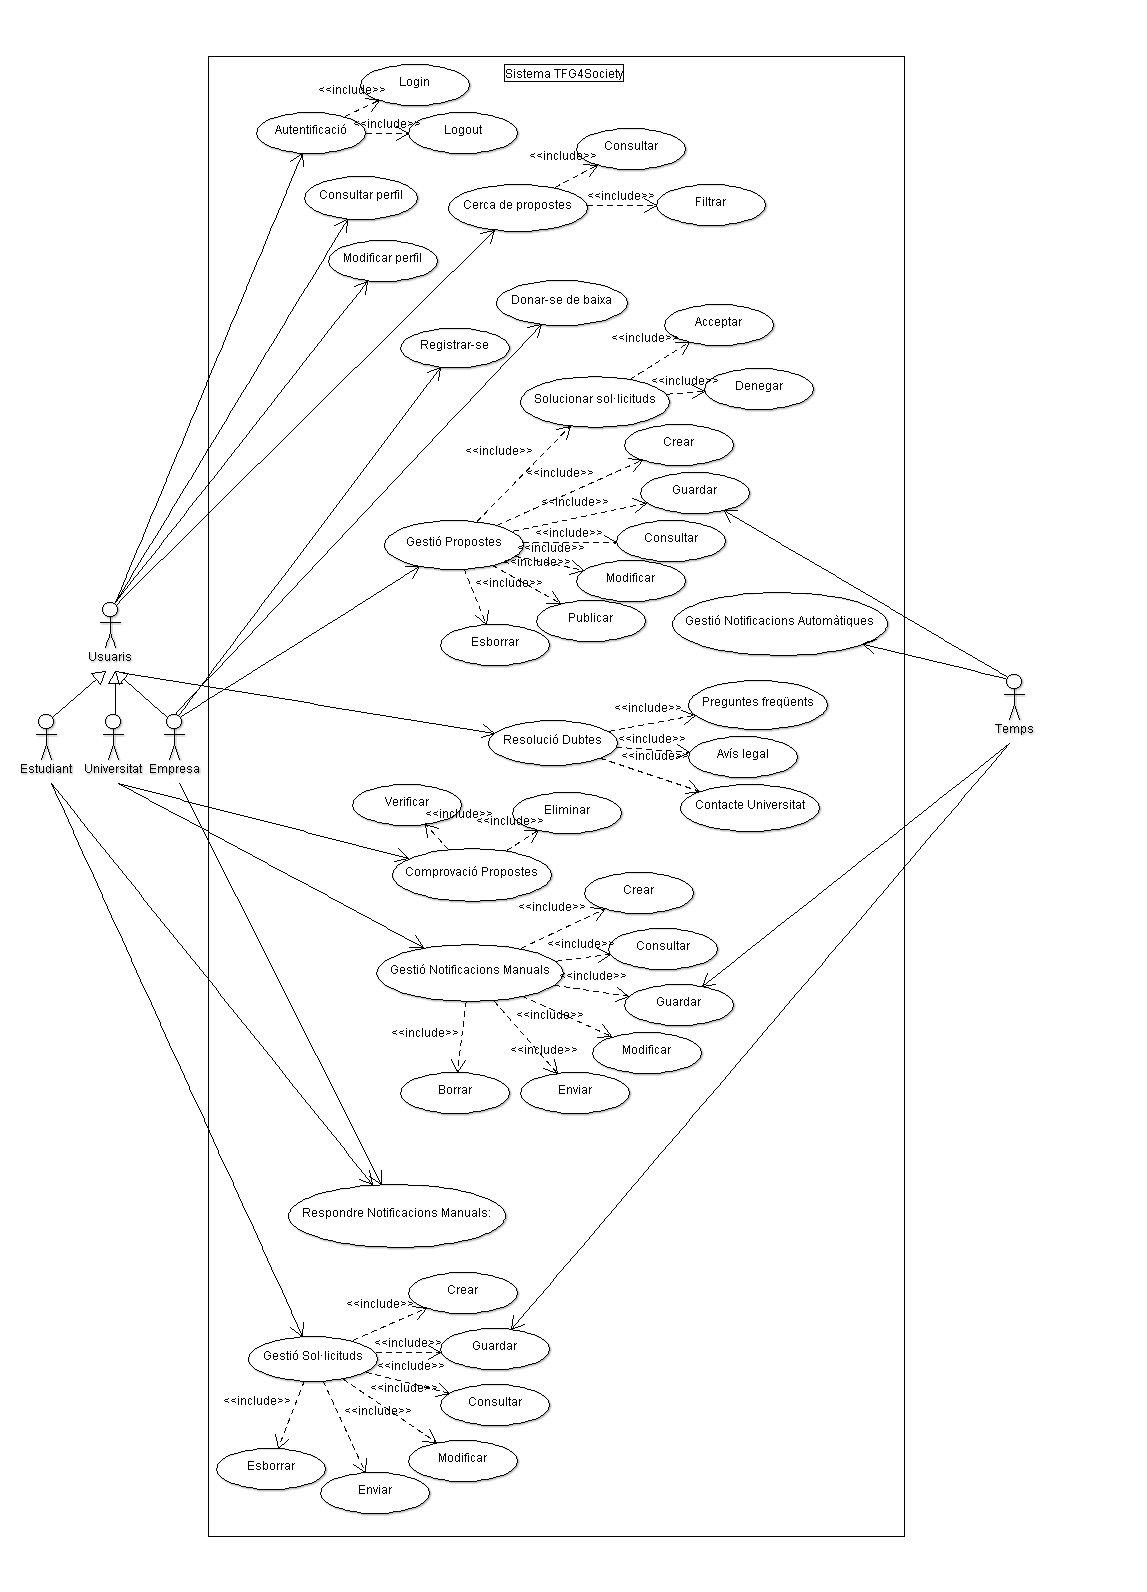 Sistema TFG4Society
Login
<<include>>
Autentificació
<<include>>
Logout
Consultar
<<include>>
Consultar perfil
Cerca de propostes
<<include>>
Filtrar
Modificar perfil
Donar-se de baixa
Acceptar
Registrar-se
<<include>>
<<include>>
Denegar
Solucionar sol·licituds
Crear
<<include>>
<<include>>
Guardar
<<include>>
Gestió Propostes
<<include>>
Consultar
<<include>>
<<include>>
Modificar
<<include>>
Publicar
Gestió Notificacions Automàtiques
Esborrar
Usuaris
Preguntes freqüents
<<include>>
Temps
Resolució Dubtes
<<include>>
<<include>>
Avís legal
Estudiant
Universitat
Empresa
Contacte Universitat
Verificar
<<include>>
<<include>>
Eliminar
Comprovació Propostes
Crear
<<include>>
<<include>>
Consultar
Gestió Notificacions Manuals
<<include>>
Guardar
<<include>>
<<include>>
<<include>>
Modificar
Borrar
Enviar
Respondre Notificacions Manuals:
Crear
<<include>>
<<include>>
Guardar
Gestió Sol·licituds
<<include>>
<<include>>
<<include>>
<<include>>
Consultar
Modificar
Esborrar
Enviar